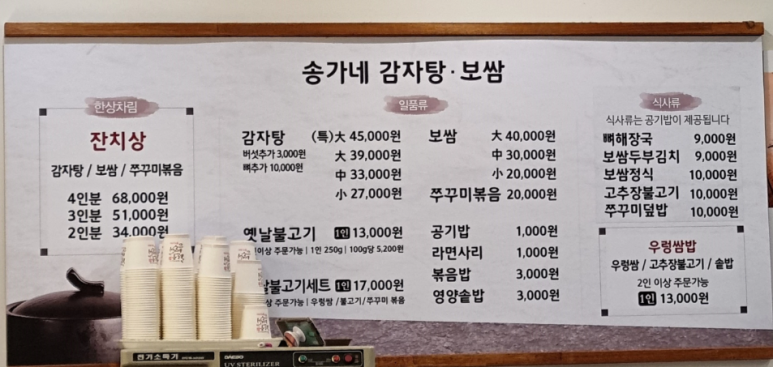 송가네 감자탕·보쌈
한상차림
잔치상
감자탕 / 보쌈 / 쭈꾸미볶음
4인분 68,000원
3인분 51,000원
2인분 34,000원
일품류
감자탕 (특)大 45,000원
버섯추가 3,000원
大 39,000원
뼈추가 10,000원
中 33,000원
小 27,000원
옛날불고기 1인 13,000원
이상 주문가능 | 1인 250g | 100g당 5,200원
불고기세트 1인 17,000원
상 주문가능 | 우렁쌈 / 불고기 / 쭈꾸미 볶음
보쌈 大 40,000원
中 30,000원
小 20,000원
쭈꾸미볶음 20,000원
공기밥 1,000원
라면사리 1,000원
볶음밥 3,000원
영양솥밥 3,000원
식사류
식사류는 공기밥이 제공됩니다
뼈해장국 9,000원
보쌈두부김치 9,000원
보쌈정식 10,000원
고추장불고기 10,000원
쭈꾸미덮밥 10,000원
우렁쌈밥
우렁쌈 / 고추장불고기 / 솥밥
2인 이상 주문가능
1인 13,000원
전기소독기
DAESKO
UV STERILIZER